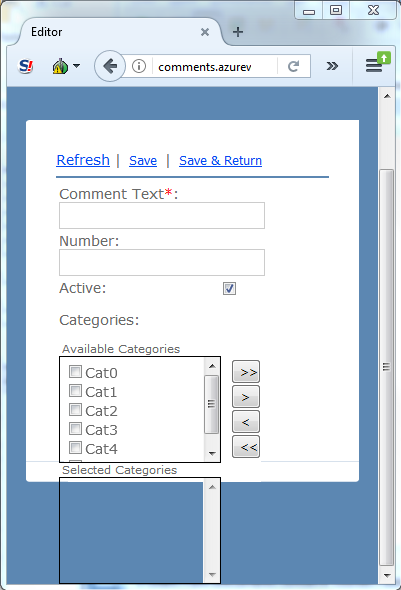 Editor
S!
comments.azurev
Refresh | Save | Save & Return
Comment Text*:
Number:
Active:
Categories:
Available Categories
Cat0 >>
Cat1 >
Cat2 <
Cat3 <<
Cat4
Selected Categories